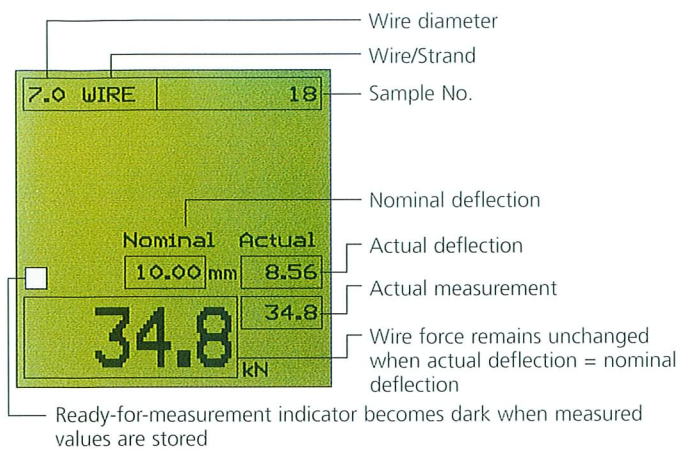 Wire diameter
Wire/Strand
7.0 WIRE 18
Sample No.
Nominal deflection
Nominal Actual
Actual deflection
10.00 mm 8.56
Actual measurement
34.8
34.8 kN
Wire force remains unchanged
when actual deflection = nominal
deflection
Ready-for-measurement indicator becomes dark when measured
values are stored